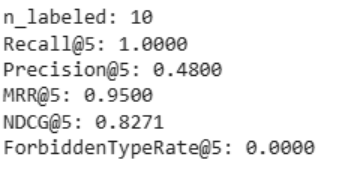 n_labeled: 10
Recall@5: 1.0000
Precision@5: 0.4800
MRR@5: 0.9500
NDCG@5: 0.8271
ForbiddenTypeRate@5: 0.0000